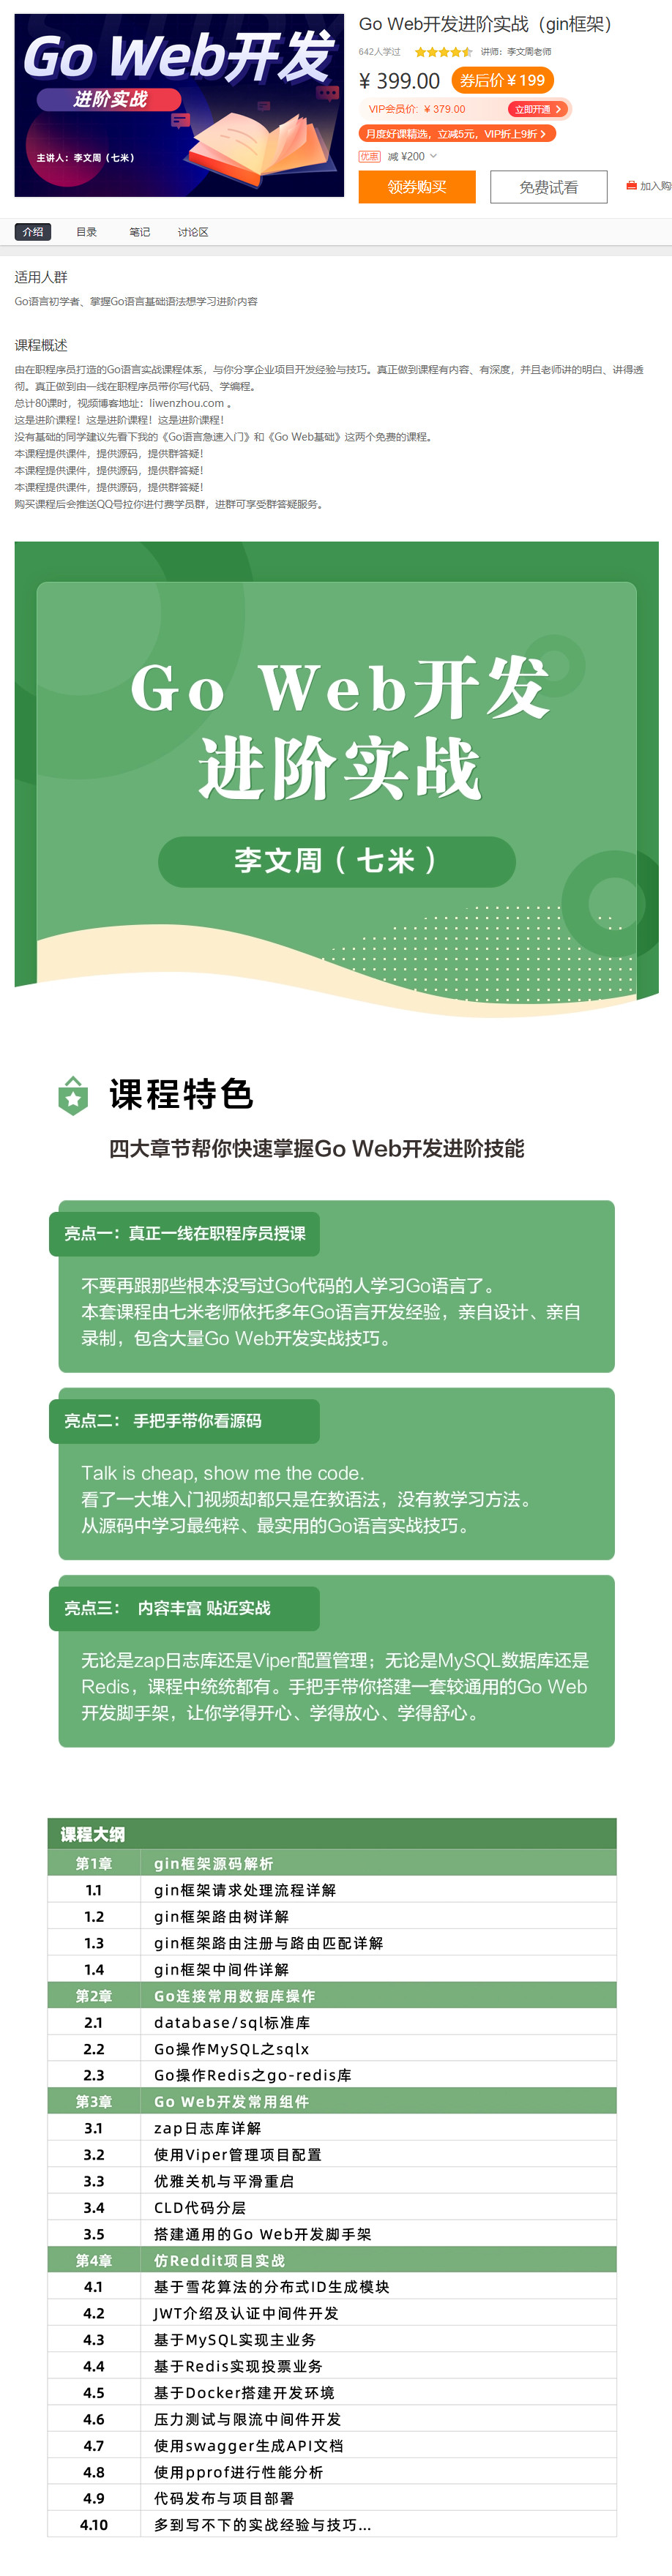 Go Web开发
进阶实战
主讲人：李文周（七米）
Go Web开发进阶实战（gin框架）
642人学过 讲师：李文周老师
¥ 399.00 券后价 ¥ 199
VIP会员价: ¥ 379.00 立即开通
月度好课精选，立减5元，VIP折上9折
优惠 减 ¥200
领券购买 免费试看 加入购
介绍 目录 笔记 讨论区
适用人群
Go语言初学者、掌握Go语言基础语法想学习进阶内容
课程概述
由在职程序员打造的Go语言实战课程体系，与你分享企业项目开发经验与技巧。真正做到课程有内容、有深度，并且老师讲的明白、讲得透
彻。真正做到由一线在职程序员带你写代码、学编程。
总计80课时，视频博客地址：liwenzhou.com 。
这是进阶课程！这是进阶课程！这是进阶课程！
没有基础的同学建议先看下我的《Go语言急速入门》和《Go Web基础》这两个免费的课程。
本课程提供课件，提供源码，提供群答疑！
本课程提供课件，提供源码，提供群答疑！
本课程提供课件，提供源码，提供群答疑！
购买课程后会推送QQ号拉你进付费学员群，进群可享受群答疑服务。
Go Web开发
进阶实战
李文周（七米）
课程特色
四大章节帮你快速掌握Go Web开发进阶技能
亮点一：真正一线在职程序员授课
不要再跟那些根本没写过Go代码的人学习Go语言了。
本套课程由七米老师依托多年Go语言开发经验，亲自设计、亲自
录制，包含大量Go Web开发实战技巧。
亮点二： 手把手带你看源码
Talk is cheap, show me the code.
看了一大堆入门视频却都只是在教语法，没有教学习方法。
从源码中学习最纯粹、最实用的Go语言实战技巧。
亮点三： 内容丰富 贴近实战
无论是zap日志库还是Viper配置管理；无论是MySQL数据库还是
Redis，课程中统统都有。手把手带你搭建一套较通用的Go Web
开发脚手架，让你学得开心、学得放心、学得舒心。
课程大纲
第1章 gin框架源码解析
1.1 gin框架请求处理流程详解
1.2 gin框架路由树详解
1.3 gin框架路由注册与路由匹配详解
1.4 gin框架中间件详解
第2章 Go连接常用数据库操作
2.1 database/sql标准库
2.2 Go操作MySQL之sqlx
2.3 Go操作Redis之go-redis库
第3章 Go Web开发常用组件
3.1 zap日志库详解
3.2 使用Viper管理项目配置
3.3 优雅关机与平滑重启
3.4 CLD代码分层
3.5 搭建通用的Go Web开发脚手架
第4章 仿Reddit项目实战
4.1 基于雪花算法的分布式ID生成模块
4.2 JWT介绍及认证中间件开发
4.3 基于MySQL实现主业务
4.4 基于Redis实现投票业务
4.5 基于Docker搭建开发环境
4.6 压力测试与限流中间件开发
4.7 使用swagger生成API文档
4.8 使用pprof进行性能分析
4.9 代码发布与项目部署
4.10 多到写不下的实战经验与技巧...